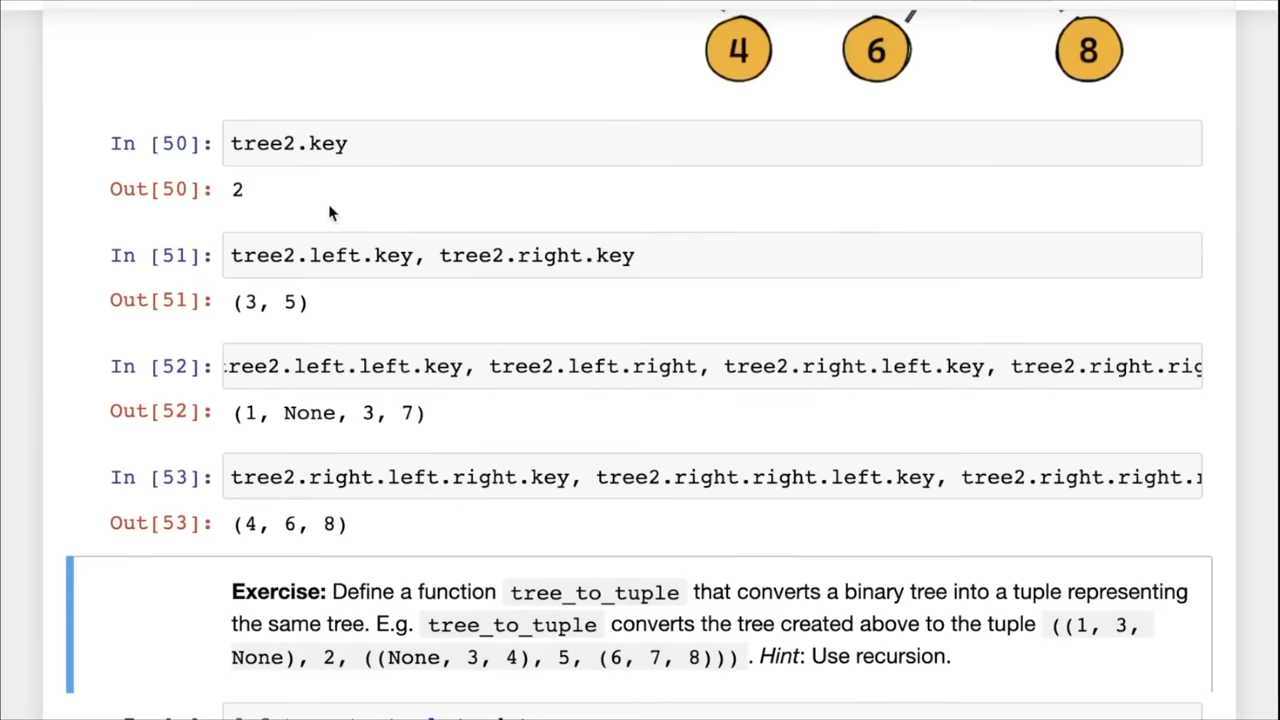 4 6 8
In [50]: tree2.key
Out[50]: 2
In [51]: tree2.left.key, tree2.right.key
Out[51]: (3, 5)
In [52]: tree2.left.left.key, tree2.left.right, tree2.right.left.key, tree2.right.rig
Out[52]: (1, None, 3, 7)
In [53]: tree2.right.left.right.key, tree2.right.right.left.key, tree2.right.right.
Out[53]: (4, 6, 8)
Exercise: Define a function tree_to_tuple that converts a binary tree into a tuple representing
the same tree. E.g. tree_to_tuple converts the tree created above to the tuple ((1, 3,
None), 2, ((None, 3, 4), 5, (6, 7, 8))). Hint: Use recursion.